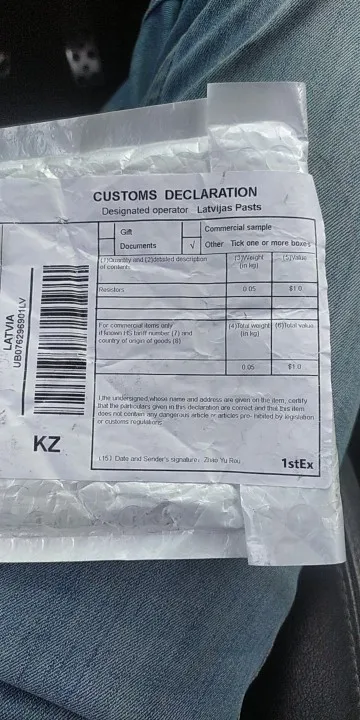 CUSTOMS DECLARATION
Designated operator Latvijas Pasts
Gift
Commercial sample
Documents
√ Other Tick one or more boxes
(1)Quantity and (2)detailed description of contents
(3)Weight (in kg)
(5)Value
Resistors
0.05
$1.0
For commercial items only
If known HS tariff number (7) and
country of origin of goods (8)
(4)Total weight (in kg)
(6)Total value
0.05
$1.0
I,the undersigned,whose name and address are given on the item, certify
that the particulars given in this declaration are correct and that this item
does not contain any dangerous article or articles pro- hibited by legislation
or customs regulations
(15) Date and Sender's signature: Zhao Yu Rou
1stEx
LATVIA
UB076296901LV
KZ